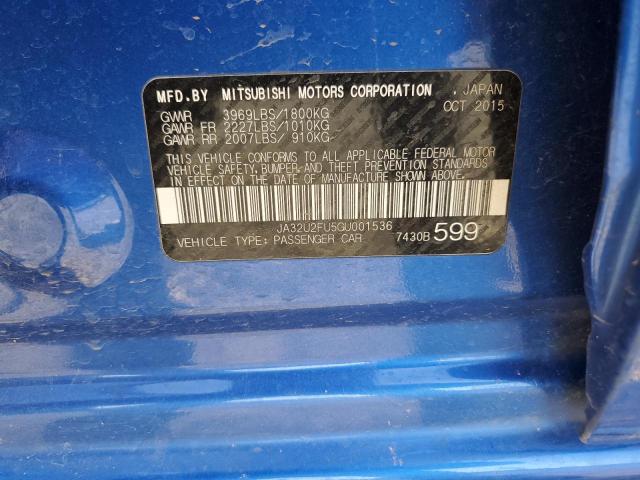 MFD.BY MITSUBISHI MOTORS CORPORATION , JAPAN
GVWR 3969LBS/1800KG OCT 2015
GAWR FR 2227LBS/1010KG
GAWR RR 2007LBS/ 910KG
THIS VEHICLE CONFORMS TO ALL APPLICABLE FEDERAL MOTOR
VEHICLE SAFETY, BUMPER, AND THEFT PREVENTION STANDARDS
IN EFFECT ON THE DATE OF MANUFACTURE SHOWN ABOVE.
JA32U2FU5GU001536
VEHICLE TYPE: PASSENGER CAR 7430B 599